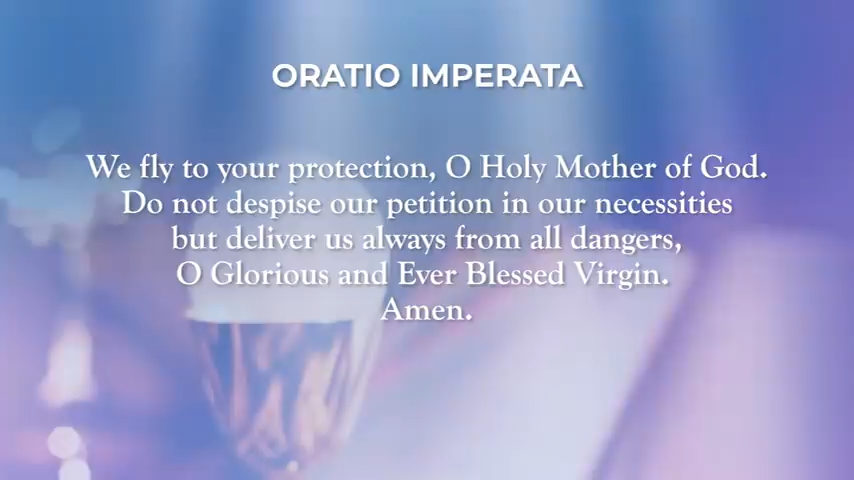 ORATIO IMPERATA
We fly to your protection, O Holy Mother of God.
Do not despise our petition in our necessities
but deliver us always from all dangers,
O Glorious and Ever Blessed Virgin.
Amen.